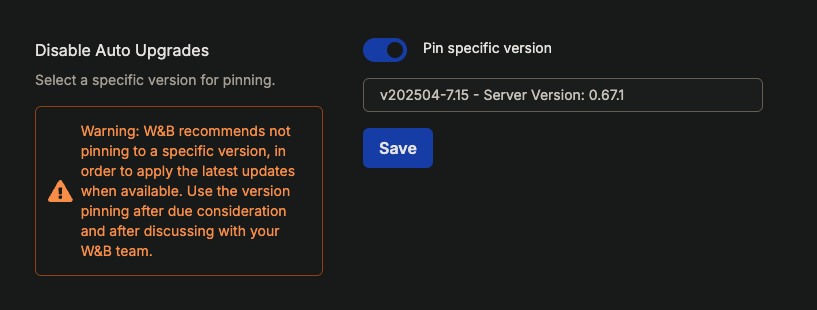 Disable Auto Upgrades
Select a specific version for pinning.
Warning: W&B recommends not
pinning to a specific version, in
order to apply the latest updates
when available. Use the version
pinning after due consideration
and after discussing with your
W&B team.
Pin specific version
v202504-7.15 - Server Version: 0.67.1
Save